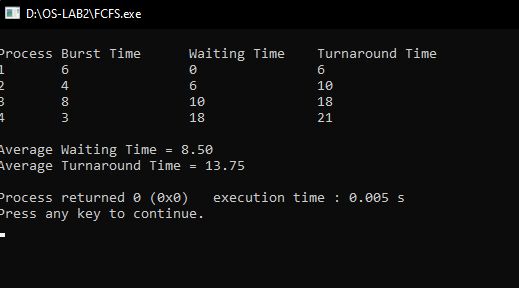 D:\OS-LAB2\FCFS.exe
Process Burst Time Waiting Time Turnaround Time
1 6 0 6
2 4 6 10
3 8 10 18
4 3 18 21
Average Waiting Time = 8.50
Average Turnaround Time = 13.75
Process returned 0 (0x0) execution time : 0.005 s
Press any key to continue.